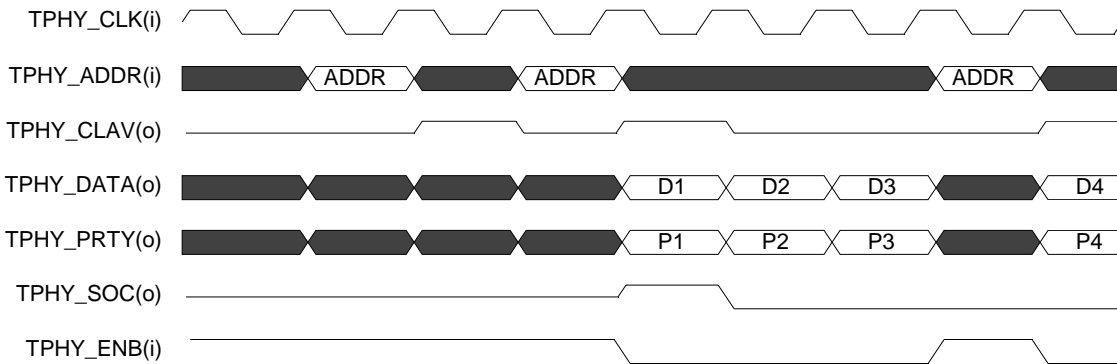 TPHY_CLK(i)
TPHY_ADDR(i) ADDR ADDR ADDR
TPHY_CLAV(o)
TPHY_DATA(o) D1 D2 D3 D4
TPHY_PRTY(o) P1 P2 P3 P4
TPHY_SOC(o)
TPHY_ENB(i)